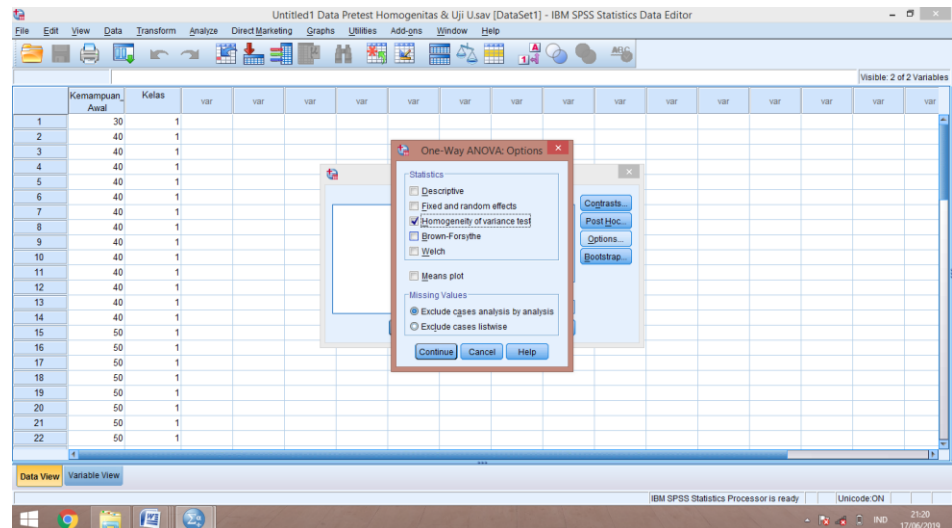 Untitled1 Data Pretest Homogenitas & Uji U.sav [DataSet1] - IBM SPSS Statistics Data Editor
File Edit View Data Transform Analyze Direct Marketing Graphs Utilities Add-ons Window Help
Visible: 2 of 2 Variables
Kemampuan_Awal Kelas var var var var var var var var var var var
1 30 1
2 40 1
3 40 1
4 40 1
5 40 1
6 40 1
7 40 1
8 40 1
9 40 1
10 40 1
11 40 1
12 40 1
13 40 1
14 40 1
15 50 1
16 50 1
17 50 1
18 50 1
19 50 1
20 50 1
21 50 1
22 50 1
One-Way ANOVA: Options
Statistics
Descriptive
Fixed and random effects
Homogeneity of variance test
Brown-Forsythe
Welch
Means plot
Missing Values
Exclude cases analysis by analysis
Exclude cases listwise
Continue Cancel Help
Contrasts...
Post Hoc...
Options...
Bootstrap...
Data View Variable View
IBM SPSS Statistics Processor is ready Unicode:ON
IND 21:20
17/06/2019